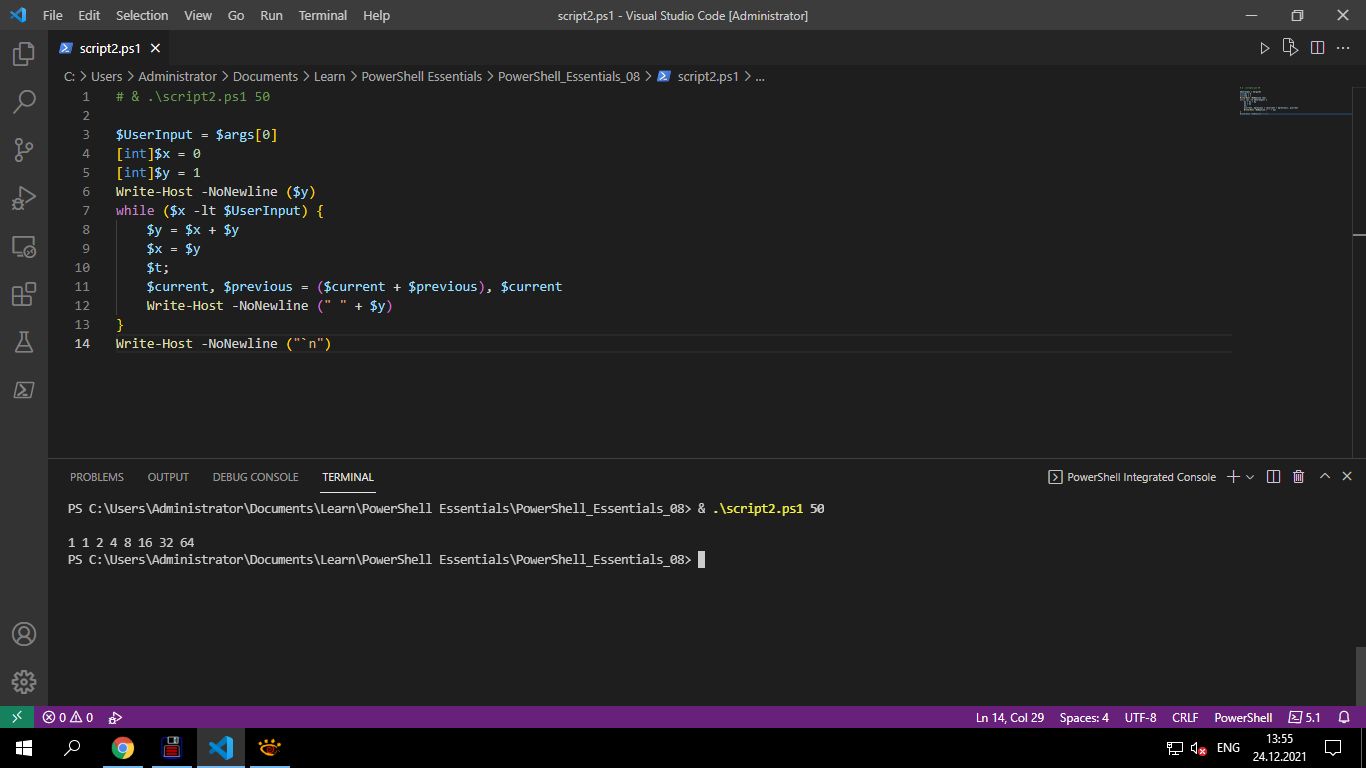 File Edit Selection View Go Run Terminal Help script2.ps1 - Visual Studio Code [Administrator]
script2.ps1
C: > Users > Administrator > Documents > Learn > PowerShell Essentials > PowerShell_Essentials_08 > script2.ps1 > ...
1 # & .\script2.ps1 50
2
3 $UserInput = $args[0]
4 [int]$x = 0
5 [int]$y = 1
6 Write-Host -NoNewline ($y)
7 while ($x -lt $UserInput) {
8     $y = $x + $y
9     $x = $y
10     $t;
11     $current, $previous = ($current + $previous), $current
12     Write-Host -NoNewline (" " + $y)
13 }
14 Write-Host -NoNewline ("`n")
PROBLEMS OUTPUT DEBUG CONSOLE TERMINAL PowerShell Integrated Console
PS C:\Users\Administrator\Documents\Learn\PowerShell Essentials\PowerShell_Essentials_08> & .\script2.ps1 50
1 1 2 4 8 16 32 64
PS C:\Users\Administrator\Documents\Learn\PowerShell Essentials\PowerShell_Essentials_08>
0 0 Ln 14, Col 29 Spaces: 4 UTF-8 CRLF PowerShell 5.1
ENG 13:55
24.12.2021